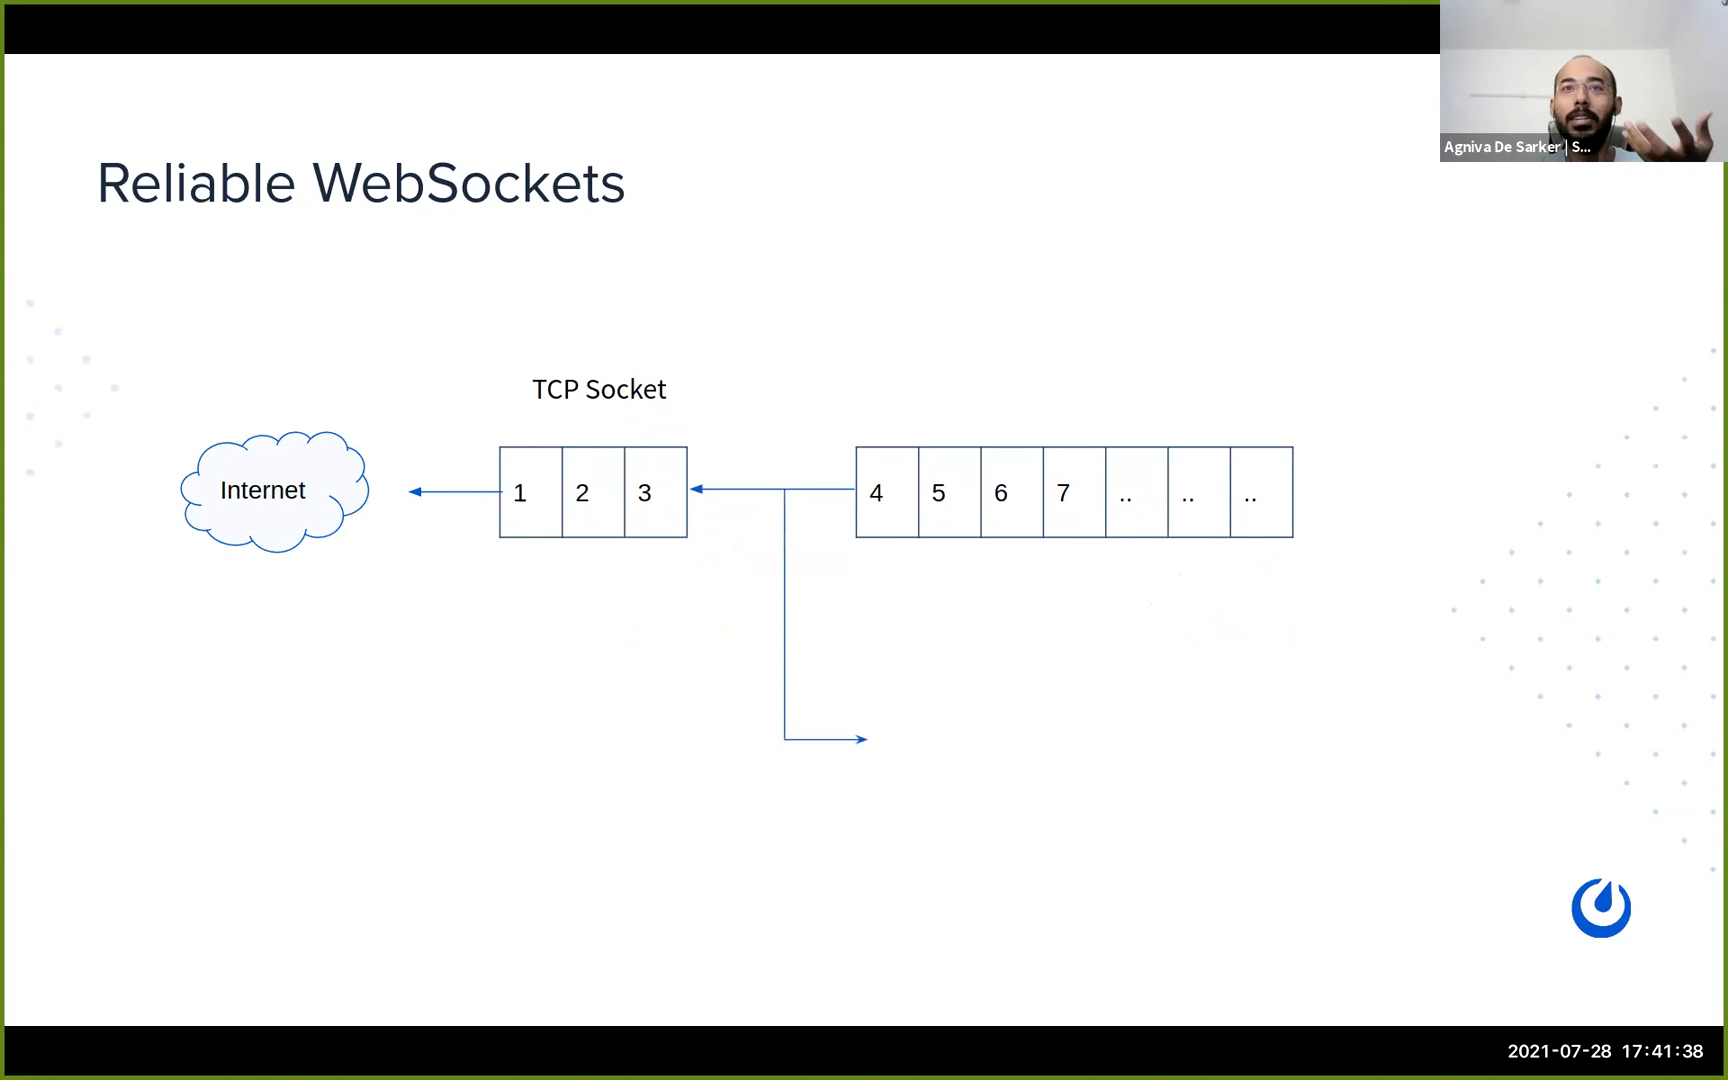 Agniva De Sarker | S...
Reliable WebSockets
TCP Socket
Internet
1 2 3
4 5 6 7 .. .. ..
2021-07-28 17:41:38